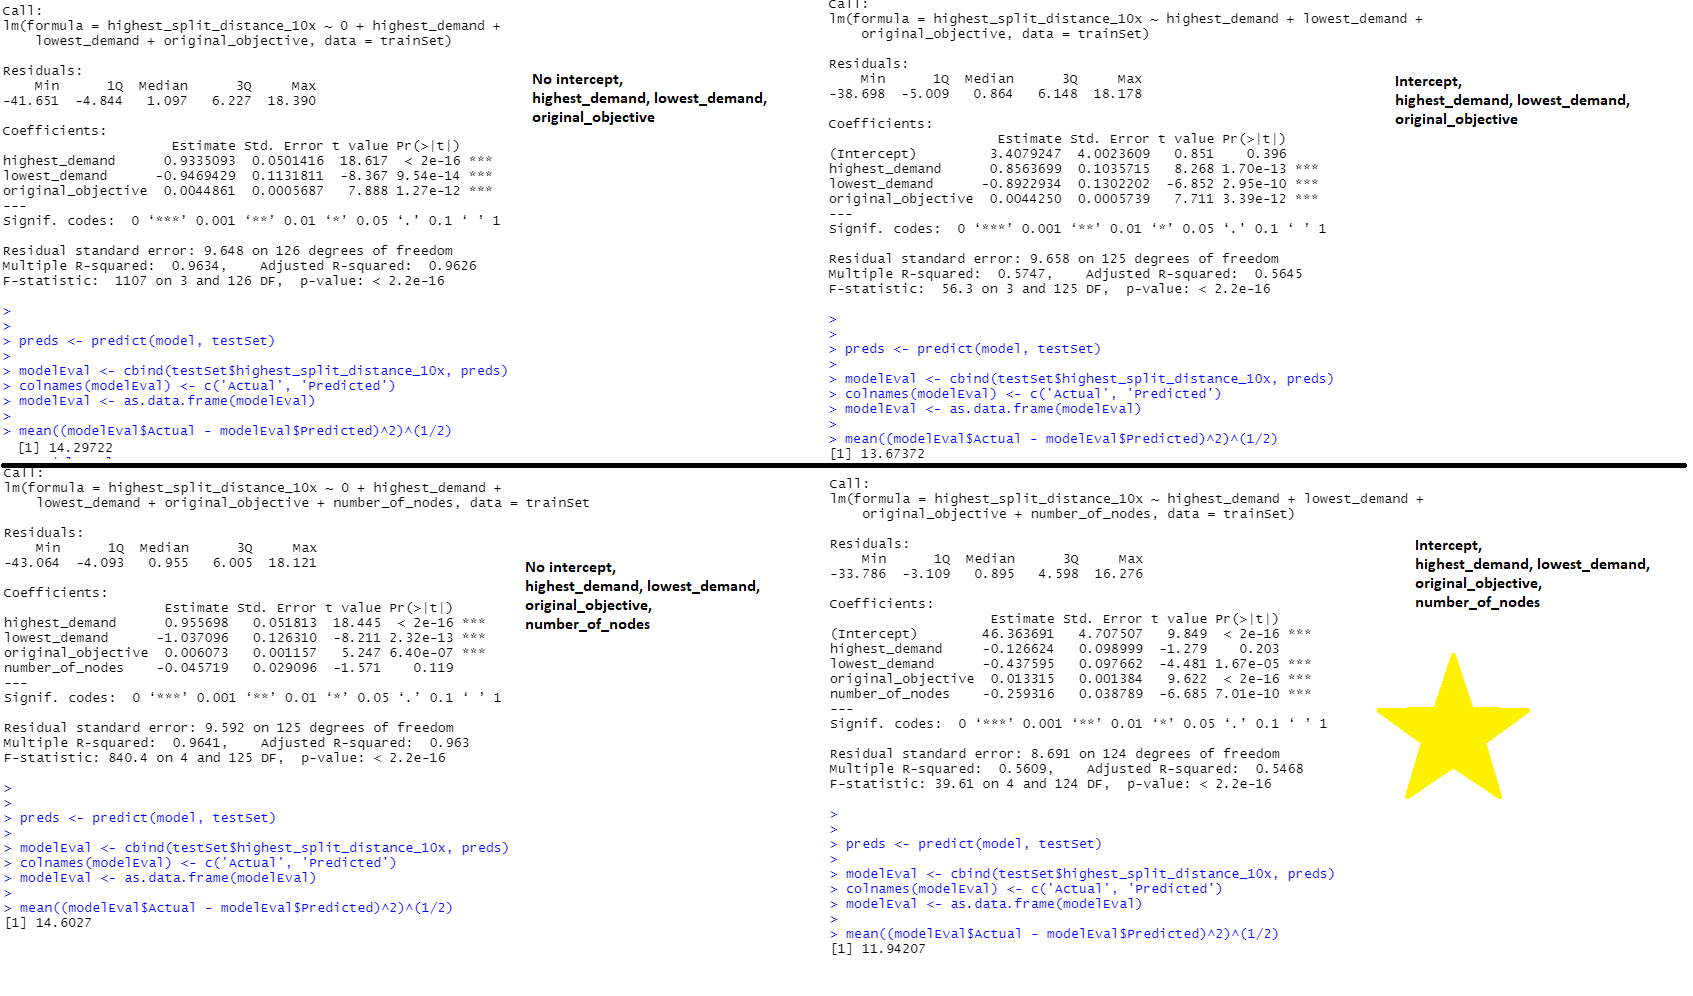 Call:
lm(formula = highest_split_distance_10x ~ 0 + highest_demand +
    lowest_demand + original_objective, data = trainSet)
Residuals:
    Min      1Q  Median      3Q     Max
-41.651  -4.844   1.097   6.227  18.390
Coefficients:
                    Estimate Std. Error t value Pr(>|t|)
highest_demand      0.9335093  0.0501416  18.617  < 2e-16 ***
lowest_demand      -0.9469429  0.1131811  -8.367 9.54e-14 ***
original_objective  0.0044861  0.0005687   7.888 1.27e-12 ***
---
Signif. codes:  0 ‘***’ 0.001 ‘**’ 0.01 ‘*’ 0.05 ‘.’ 0.1 ‘ ’ 1
Residual standard error: 9.648 on 126 degrees of freedom
Multiple R-squared:  0.9634,    Adjusted R-squared:  0.9626
F-statistic:  1107 on 3 and 126 DF,  p-value: < 2.2e-16
>
>
> preds <- predict(model, testSet)
>
> modelEval <- cbind(testSet$highest_split_distance_10x, preds)
> colnames(modelEval) <- c('Actual', 'Predicted')
> modelEval <- as.data.frame(modelEval)
>
> mean((modelEval$Actual - modelEval$Predicted)^2)^(1/2)
[1] 14.29722
No intercept,
highest_demand, lowest_demand,
original_objective
Call:
lm(formula = highest_split_distance_10x ~ highest_demand + lowest_demand +
    original_objective, data = trainSet)
Residuals:
    Min      1Q  Median      3Q     Max
-38.698  -5.009   0.864   6.148  18.178
Coefficients:
                    Estimate Std. Error t value Pr(>|t|)
(Intercept)         3.4079247  4.0023609   0.851    0.396
highest_demand      0.8563699  0.1035715   8.268 1.70e-13 ***
lowest_demand      -0.8922934  0.1302202  -6.852 2.95e-10 ***
original_objective  0.0044250  0.0005739   7.711 3.39e-12 ***
---
Signif. codes:  0 ‘***’ 0.001 ‘**’ 0.01 ‘*’ 0.05 ‘.’ 0.1 ‘ ’ 1
Residual standard error: 9.658 on 125 degrees of freedom
Multiple R-squared:  0.5747,    Adjusted R-squared:  0.5645
F-statistic:  56.3 on 3 and 125 DF,  p-value: < 2.2e-16
>
>
> preds <- predict(model, testSet)
>
> modelEval <- cbind(testSet$highest_split_distance_10x, preds)
> colnames(modelEval) <- c('Actual', 'Predicted')
> modelEval <- as.data.frame(modelEval)
>
> mean((modelEval$Actual - modelEval$Predicted)^2)^(1/2)
[1] 13.67372
Intercept,
highest_demand, lowest_demand,
original_objective
Call:
lm(formula = highest_split_distance_10x ~ 0 + highest_demand +
    lowest_demand + original_objective + number_of_nodes, data = trainSet
Residuals:
    Min      1Q  Median      3Q     Max
-43.064  -4.093   0.955   6.005  18.121
Coefficients:
                    Estimate Std. Error t value Pr(>|t|)
highest_demand      0.955698   0.051813  18.445  < 2e-16 ***
lowest_demand      -1.037096   0.126310  -8.211 2.32e-13 ***
original_objective  0.006073   0.001157   5.247 6.40e-07 ***
number_of_nodes    -0.045719   0.029096  -1.571    0.119
---
Signif. codes:  0 ‘***’ 0.001 ‘**’ 0.01 ‘*’ 0.05 ‘.’ 0.1 ‘ ’ 1
Residual standard error: 9.592 on 125 degrees of freedom
Multiple R-squared:  0.9641,    Adjusted R-squared:  0.963
F-statistic: 840.4 on 4 and 125 DF,  p-value: < 2.2e-16
>
>
> preds <- predict(model, testSet)
>
> modelEval <- cbind(testSet$highest_split_distance_10x, preds)
> colnames(modelEval) <- c('Actual', 'Predicted')
> modelEval <- as.data.frame(modelEval)
>
> mean((modelEval$Actual - modelEval$Predicted)^2)^(1/2)
[1] 14.6027
No intercept,
highest_demand, lowest_demand,
original_objective,
number_of_nodes
Call:
lm(formula = highest_split_distance_10x ~ highest_demand + lowest_demand +
    original_objective + number_of_nodes, data = trainSet)
Residuals:
    Min      1Q  Median      3Q     Max
-33.786  -3.109   0.895   4.598  16.276
Coefficients:
                    Estimate Std. Error t value Pr(>|t|)
(Intercept)        46.363691   4.707507   9.849  < 2e-16 ***
highest_demand     -0.126624   0.098999  -1.279    0.203
lowest_demand      -0.437595   0.097662  -4.481 1.67e-05 ***
original_objective  0.013315   0.001384   9.622  < 2e-16 ***
number_of_nodes    -0.259316   0.038789  -6.685 7.01e-10 ***
---
Signif. codes:  0 ‘***’ 0.001 ‘**’ 0.01 ‘*’ 0.05 ‘.’ 0.1 ‘ ’ 1
Residual standard error: 8.691 on 124 degrees of freedom
Multiple R-squared:  0.5609,    Adjusted R-squared:  0.5468
F-statistic: 39.61 on 4 and 124 DF,  p-value: < 2.2e-16
>
>
> preds <- predict(model, testSet)
>
> modelEval <- cbind(testSet$highest_split_distance_10x, preds)
> colnames(modelEval) <- c('Actual', 'Predicted')
> modelEval <- as.data.frame(modelEval)
>
> mean((modelEval$Actual - modelEval$Predicted)^2)^(1/2)
[1] 11.94207
Intercept,
highest_demand, lowest_demand,
original_objective,
number_of_nodes